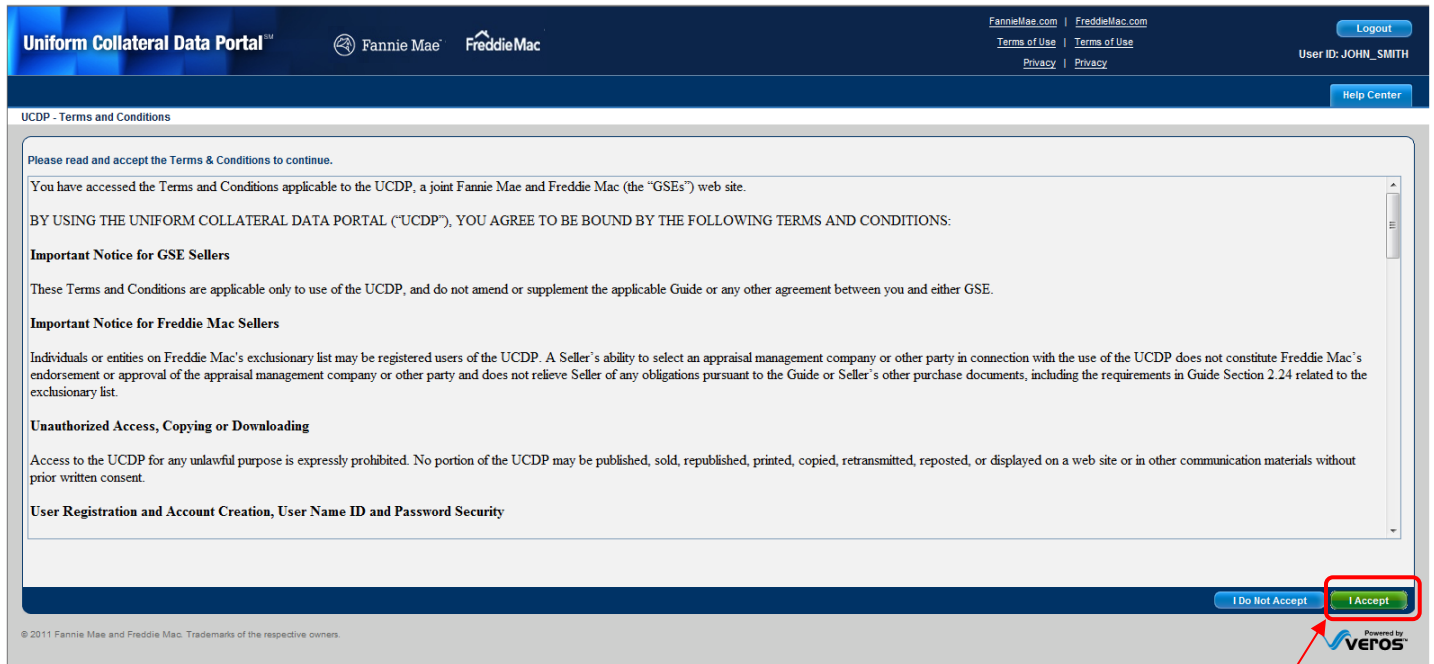 Uniform Collateral Data Portal℠
Fannie Mae
Freddie Mac
FannieMae.com | FreddieMac.com
Terms of Use | Terms of Use
Privacy | Privacy
Logout
User ID: JOHN_SMITH
Help Center
UCDP - Terms and Conditions
Please read and accept the Terms & Conditions to continue.
You have accessed the Terms and Conditions applicable to the UCDP, a joint Fannie Mae and Freddie Mac (the “GSEs”) web site.
BY USING THE UNIFORM COLLATERAL DATA PORTAL (“UCDP”), YOU AGREE TO BE BOUND BY THE FOLLOWING TERMS AND CONDITIONS:
Important Notice for GSE Sellers
These Terms and Conditions are applicable only to use of the UCDP, and do not amend or supplement the applicable Guide or any other agreement between you and either GSE.
Important Notice for Freddie Mac Sellers
Individuals or entities on Freddie Mac's exclusionary list may be registered users of the UCDP. A Seller’s ability to select an appraisal management company or other party in connection with the use of the UCDP does not constitute Freddie Mac’s
endorsement or approval of the appraisal management company or other party and does not relieve Seller of any obligations pursuant to the Guide or Seller’s other purchase documents, including the requirements in Guide Section 2.24 related to the
exclusionary list.
Unauthorized Access, Copying or Downloading
Access to the UCDP for any unlawful purpose is expressly prohibited. No portion of the UCDP may be published, sold, republished, printed, copied, retransmitted, reposted, or displayed on a web site or in other communication materials without
prior written consent.
User Registration and Account Creation, User Name ID and Password Security
I Do Not Accept
I Accept
© 2011 Fannie Mae and Freddie Mac. Trademarks of the respective owners.
Powered by
veros™